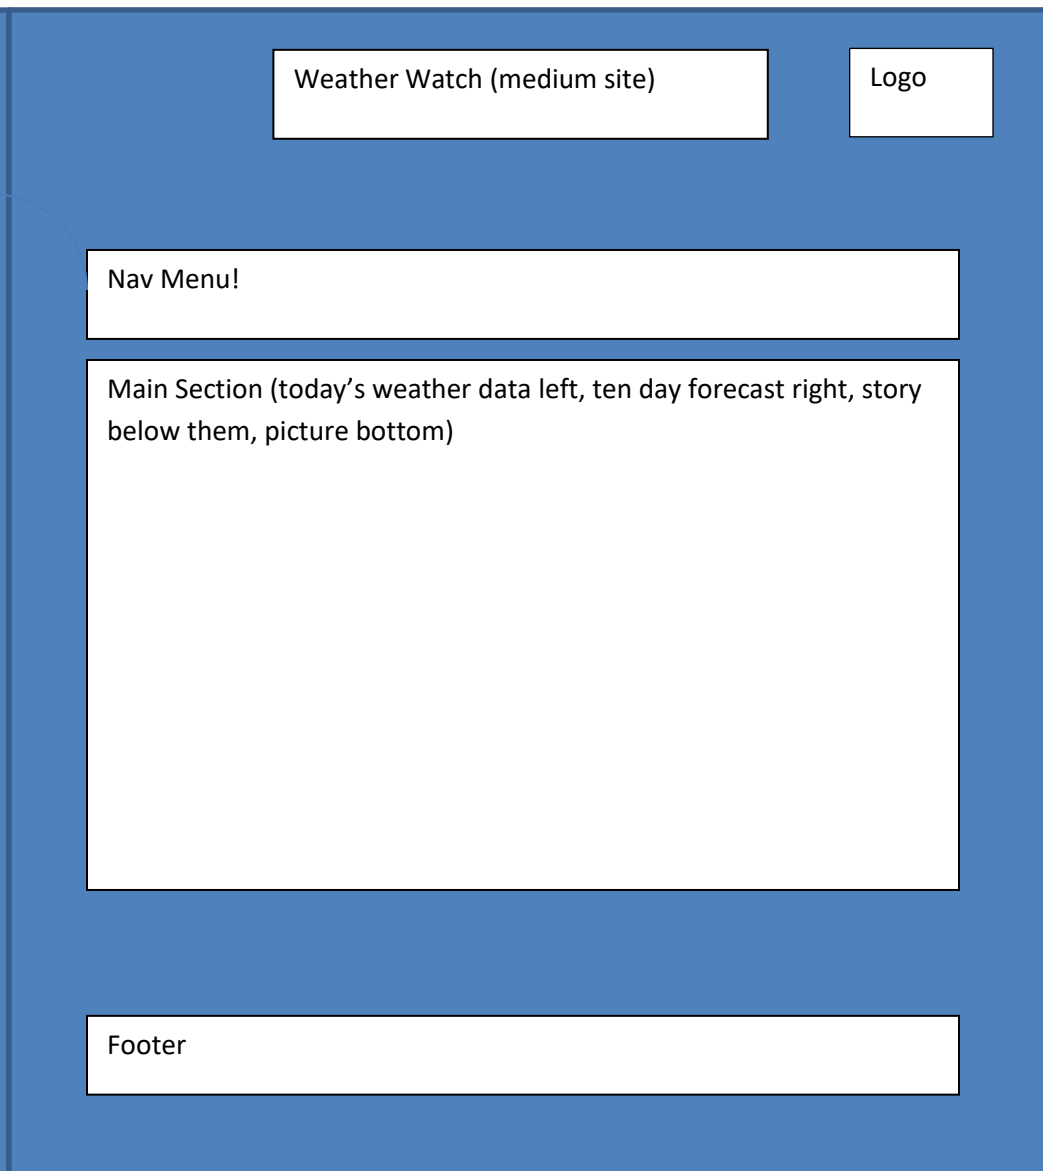 Weather Watch (medium site)
Logo
Nav Menu!
Main Section (today’s weather data left, ten day forecast right, story
below them, picture bottom)
Footer